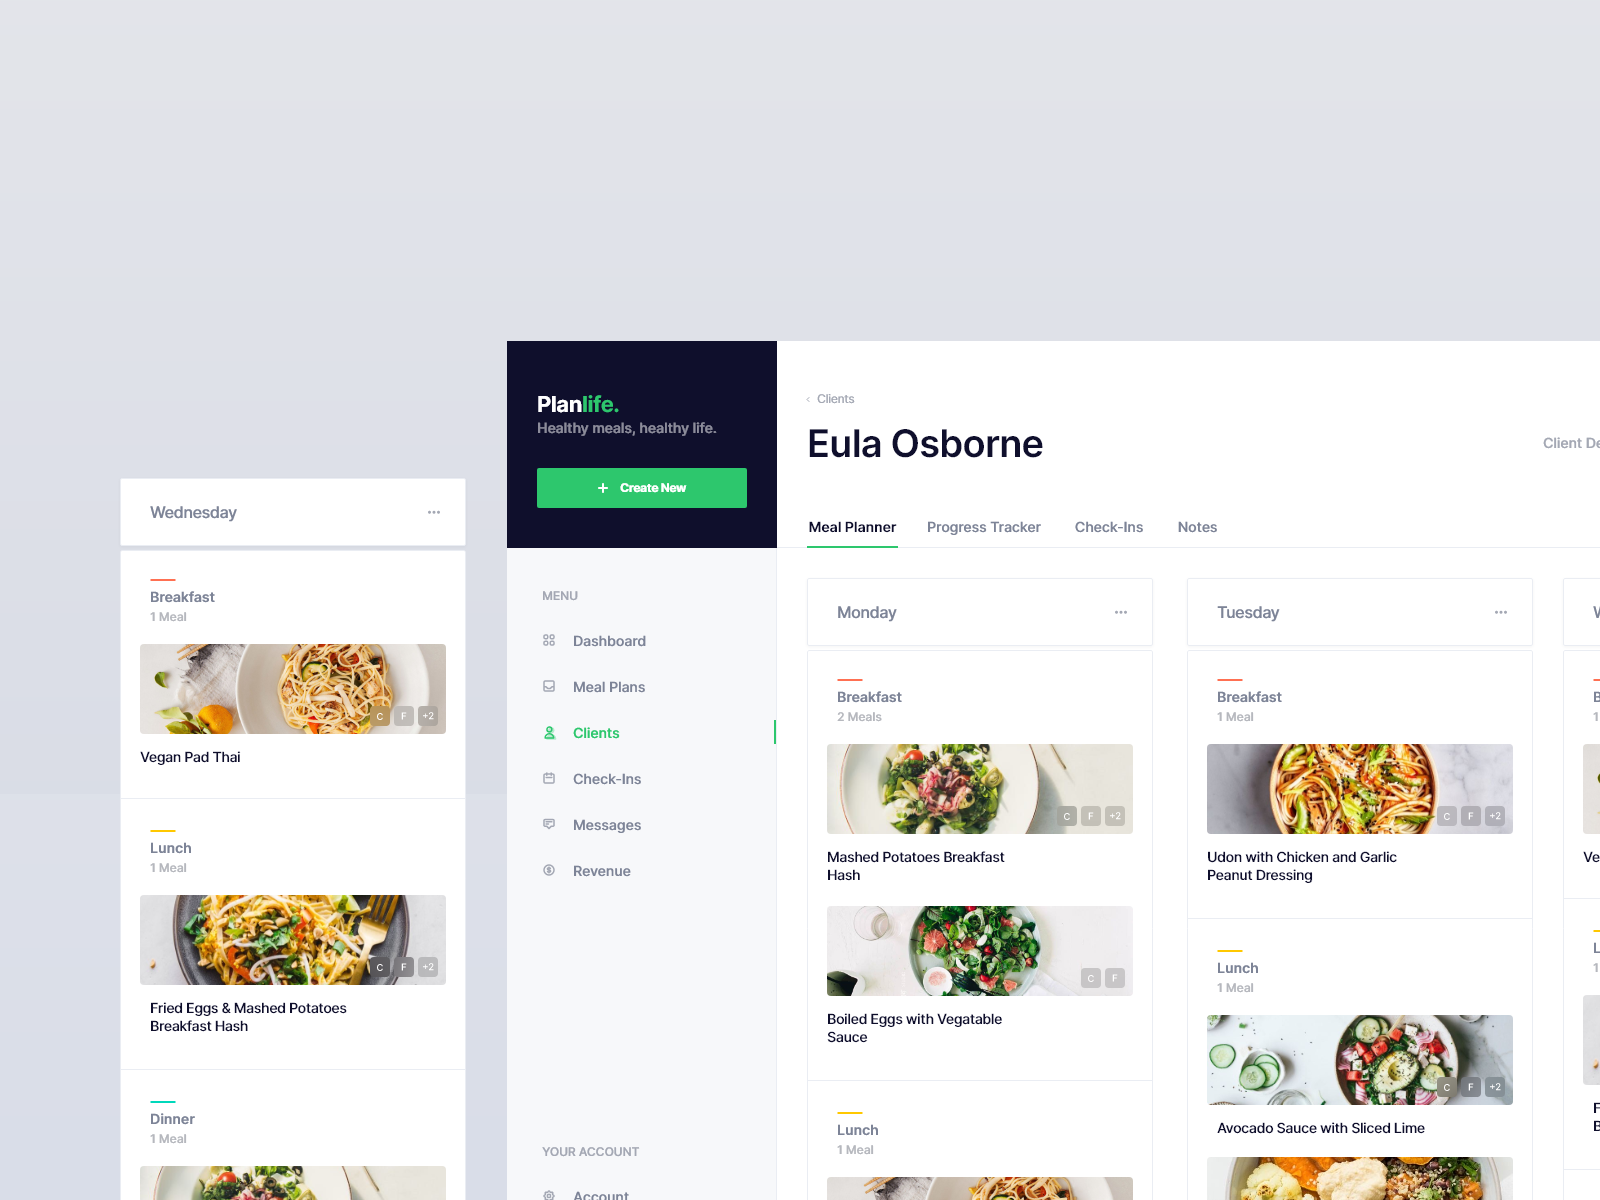 Wednesday
Breakfast
1 Meal
C F +2
Vegan Pad Thai
Lunch
1 Meal
C F +2
Fried Eggs & Mashed Potatoes
Breakfast Hash
Dinner
1 Meal
Planlife.
Healthy meals, healthy life.
+ Create New
MENU
Dashboard
Meal Plans
Clients
Check-Ins
Messages
Revenue
YOUR ACCOUNT
Account
‹ Clients
Eula Osborne
Client De
Meal Planner Progress Tracker Check-Ins Notes
Monday
Breakfast
2 Meals
C F +2
Mashed Potatoes Breakfast
Hash
C F
Boiled Eggs with Vegatable
Sauce
Lunch
1 Meal
Tuesday
Breakfast
1 Meal
C F +2
Udon with Chicken and Garlic
Peanut Dressing
Lunch
1 Meal
C F +2
Avocado Sauce with Sliced Lime
1
Ve
L
1
F
B